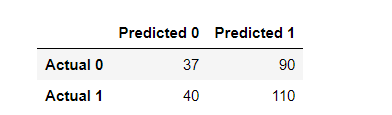 Predicted 0 Predicted 1
Actual 0 37 90
Actual 1 40 110